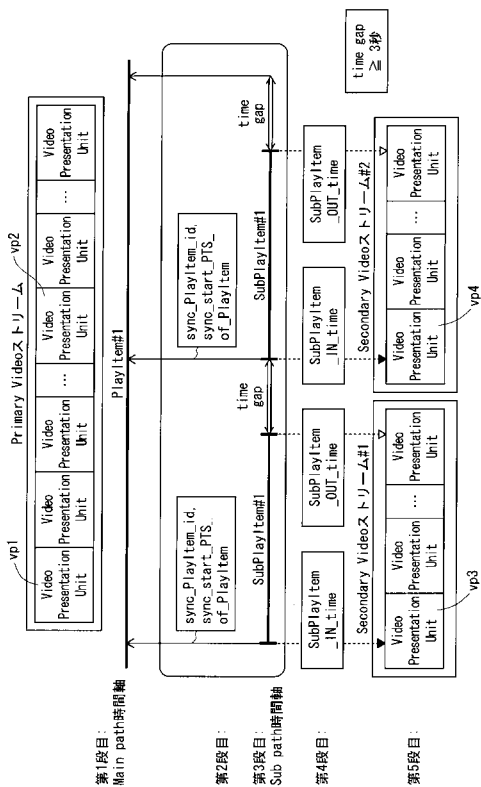 Primary Videoストリーム
vp1
vp2
Video
Presentation
Unit
Video
Presentation
Unit
Video
Presentation
Unit
...
Video
Presentation
Unit
Video
Presentation
Unit
...
Video
Presentation
Unit
第1段目:
Main path時間軸
PlayItem#1
第2段目:
sync_PlayItem_id,
sync_start_PTS_
of_PlayItem
sync_PlayItem_id,
sync_start_PTS_
of_PlayItem
第3段目:
Sub path時間軸
SubPlayItem#1
time
gap
SubPlayItem#1
time
gap
第4段目:
SubPlayItem
_IN_time
SubPlayItem
_OUT_time
SubPlayItem
_IN_time
SubPlayItem
_OUT_time
time gap
≧ 3秒
第5段目:
Secondary Videoストリーム#1
Video
Presentation
Unit
Video
Presentation
Unit
...
Video
Presentation
Unit
vp3
Secondary Videoストリーム#2
Video
Presentation
Unit
Video
Presentation
Unit
...
Video
Presentation
Unit
vp4